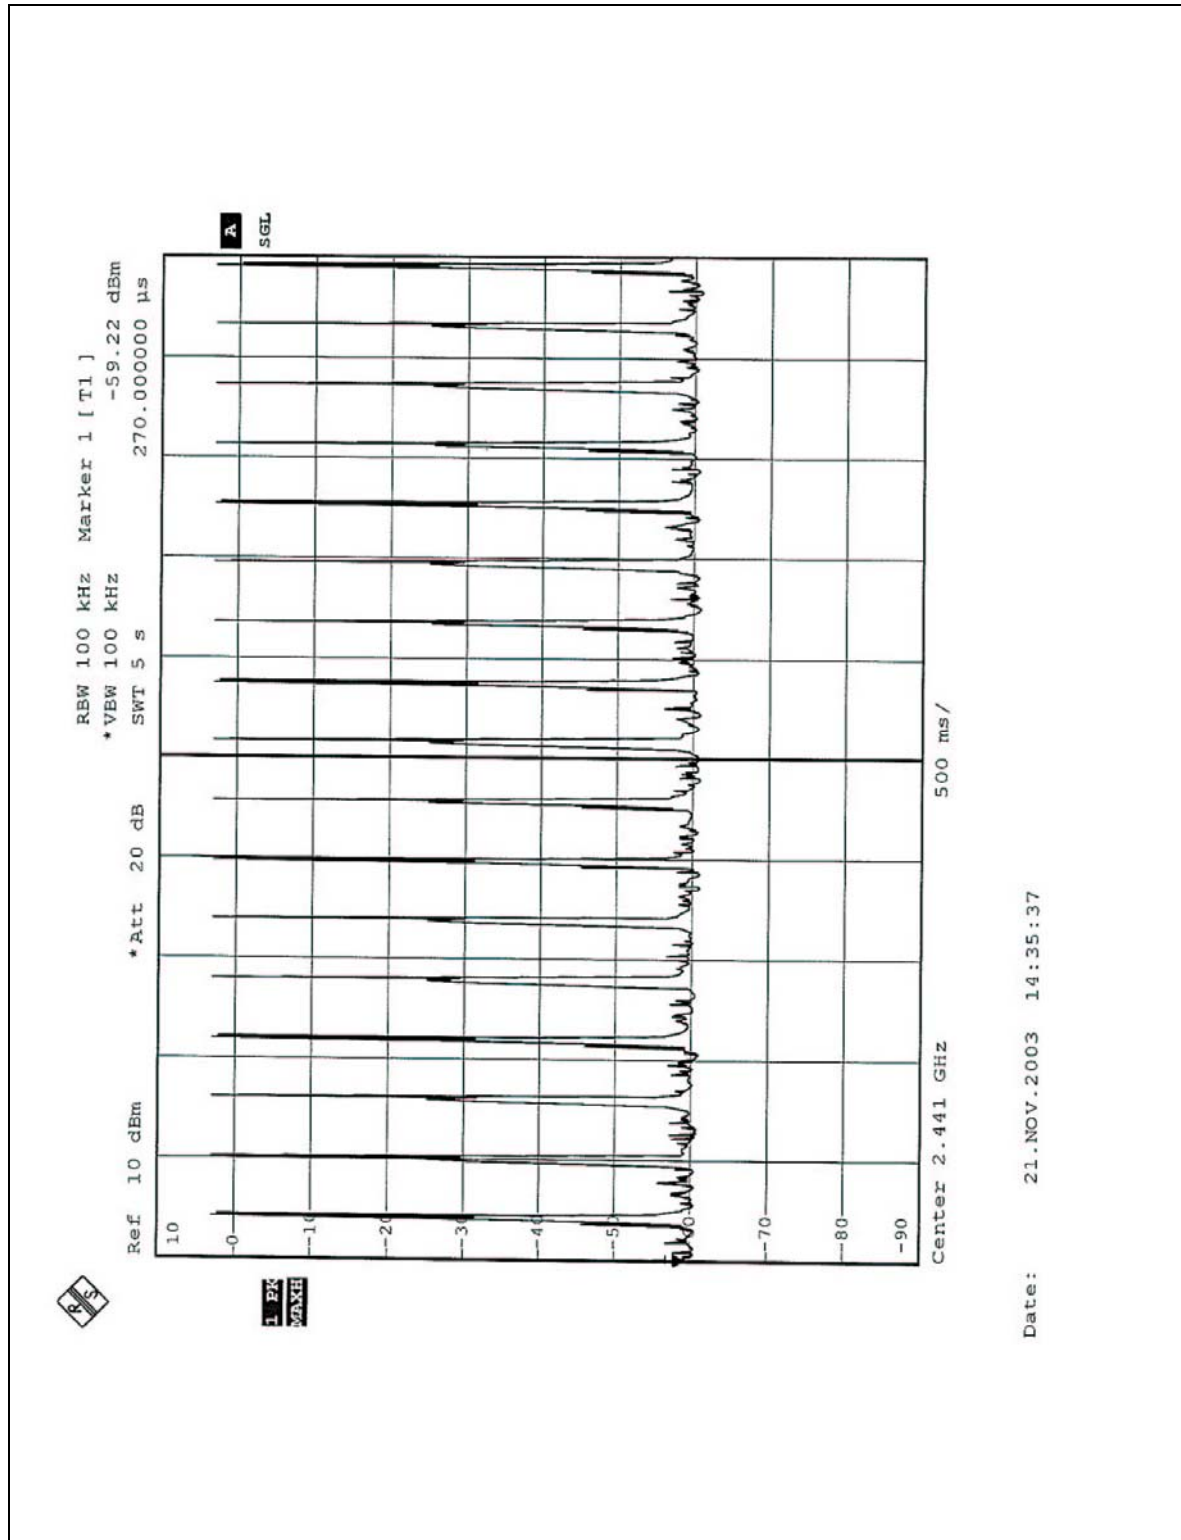 R S
RBW 100 kHz Marker 1 [T1 ]
*VBW 100 kHz -59.22 dBm
Ref 10 dBm *Att 20 dB SWT 5 s 270.000000 µs
10
A
-0
SGL
1 PK
MAXH
-10
-20
-30
-40
-50
-60
-70
-80
-90
Center 2.441 GHz 500 ms/
Date: 21.NOV.2003 14:35:37